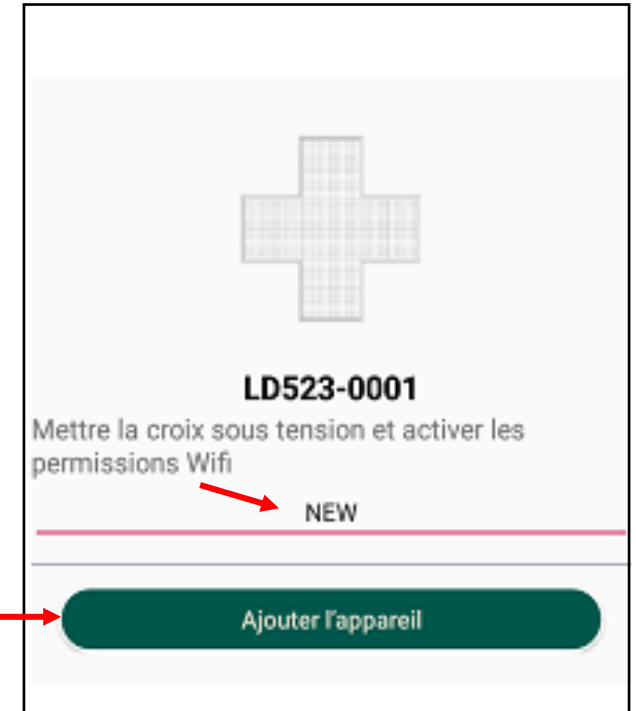 LD523-0001
Mettre la croix sous tension et activer les
permissions Wifi
NEW
Ajouter l'appareil